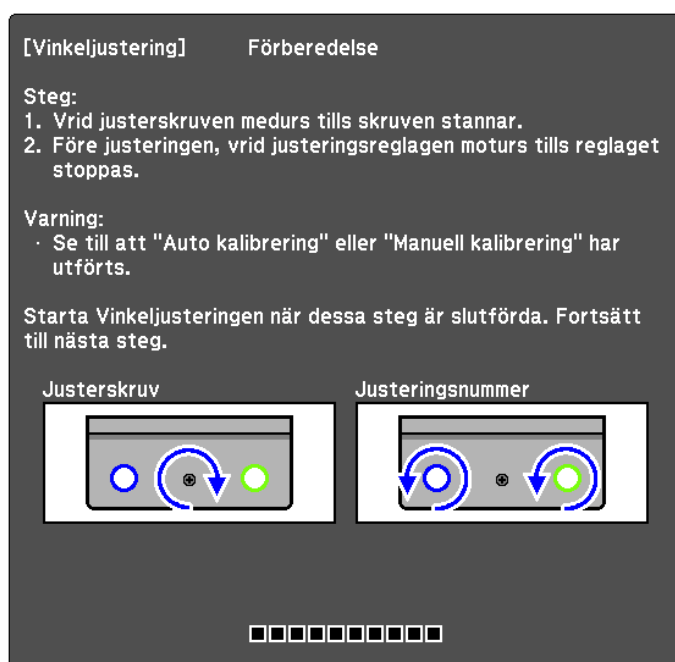 [Vinkeljustering] Förberedelse
Steg:
1. Vrid justerskruven medurs tills skruven stannar.
2. Före justeringen, vrid justeringsreglagen moturs tills reglaget
stoppas.
Varning:
· Se till att "Auto kalibrering" eller "Manuell kalibrering" har
utförts.
Starta Vinkeljusteringen när dessa steg är slutförda. Fortsätt
till nästa steg.
Justerskruv Justeringsnummer